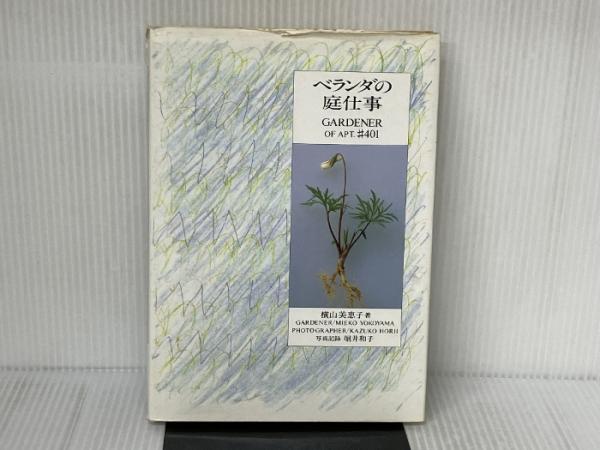 ベランダの
庭仕事
GARDENER
OF APT. #401
横山美恵子 著
GARDENER/MIEKO YOKOYAMA
PHOTOGRAPHER/KAZUKO HORII
写真記録 堀井和子